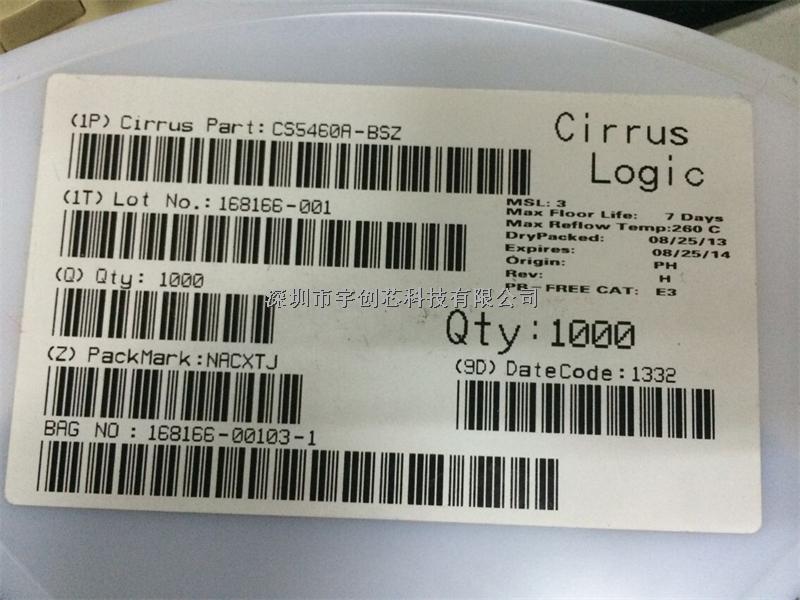 (1P) Cirrus Part: CS5460A-BSZ
Cirrus
Logic
(1T) Lot No.: 168166-001
MSL: 3
Max Floor Life: 7 Days
Max Reflow Temp:260 C
DryPacked: 08/25/13
Expires: 08/25/14
Origin: PH
Rev: H
PB - FREE CAT: E3
(Q) Qty: 1000
深圳市宇创芯科技有限公司
Qty:1000
(Z) PackMark:NACXTJ
(9D) DateCode:1332
BAG NO : 168166-00103-1